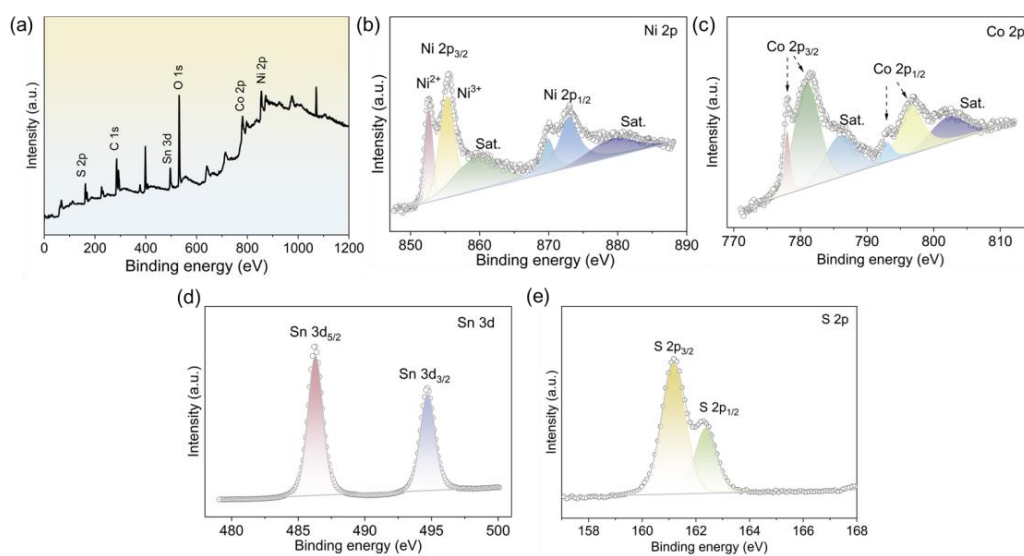 (a)
Intensity (a.u.)
S 2p
C 1s
Sn 3d
O 1s
Co 2p
Ni 2p
0 200 400 600 800 1000 1200
Binding energy (eV)
(b)
Ni 2p
Intensity (a.u.)
Ni 2p3/2
Ni2+
Ni3+
Sat.
Ni 2p1/2
Sat.
850 860 870 880 890
Binding energy (eV)
(c)
Co 2p
Intensity (a.u.)
Co 2p3/2
Sat.
Co 2p1/2
Sat.
770 780 790 800 810
Binding energy (eV)
(d)
Sn 3d
Intensity (a.u.)
Sn 3d5/2
Sn 3d3/2
480 485 490 495 500
Binding energy (eV)
(e)
S 2p
Intensity (a.u.)
S 2p3/2
S 2p1/2
158 160 162 164 166 168
Binding energy (eV)